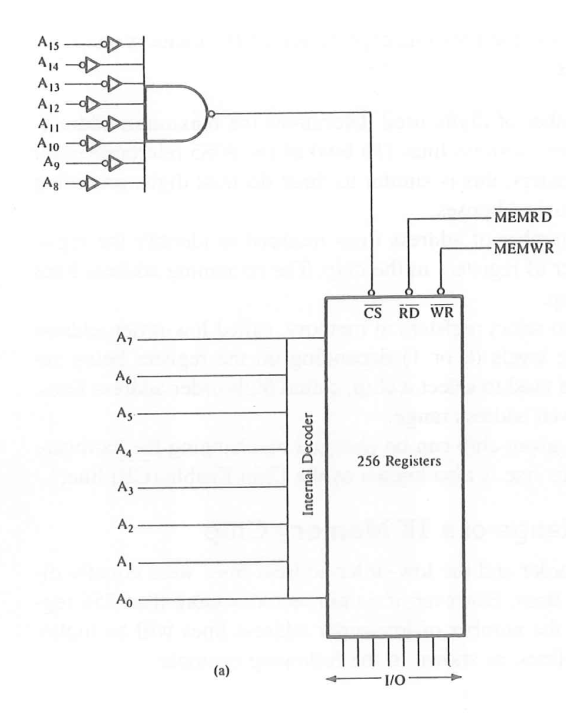 A15
A14
A13
A12
A11
A10
A9
A8
MEMRD
MEMWR
CS RD WR
A7
A6
A5
A4
A3
A2
A1
A0
Internal Decoder
256 Registers
(a)
I/O